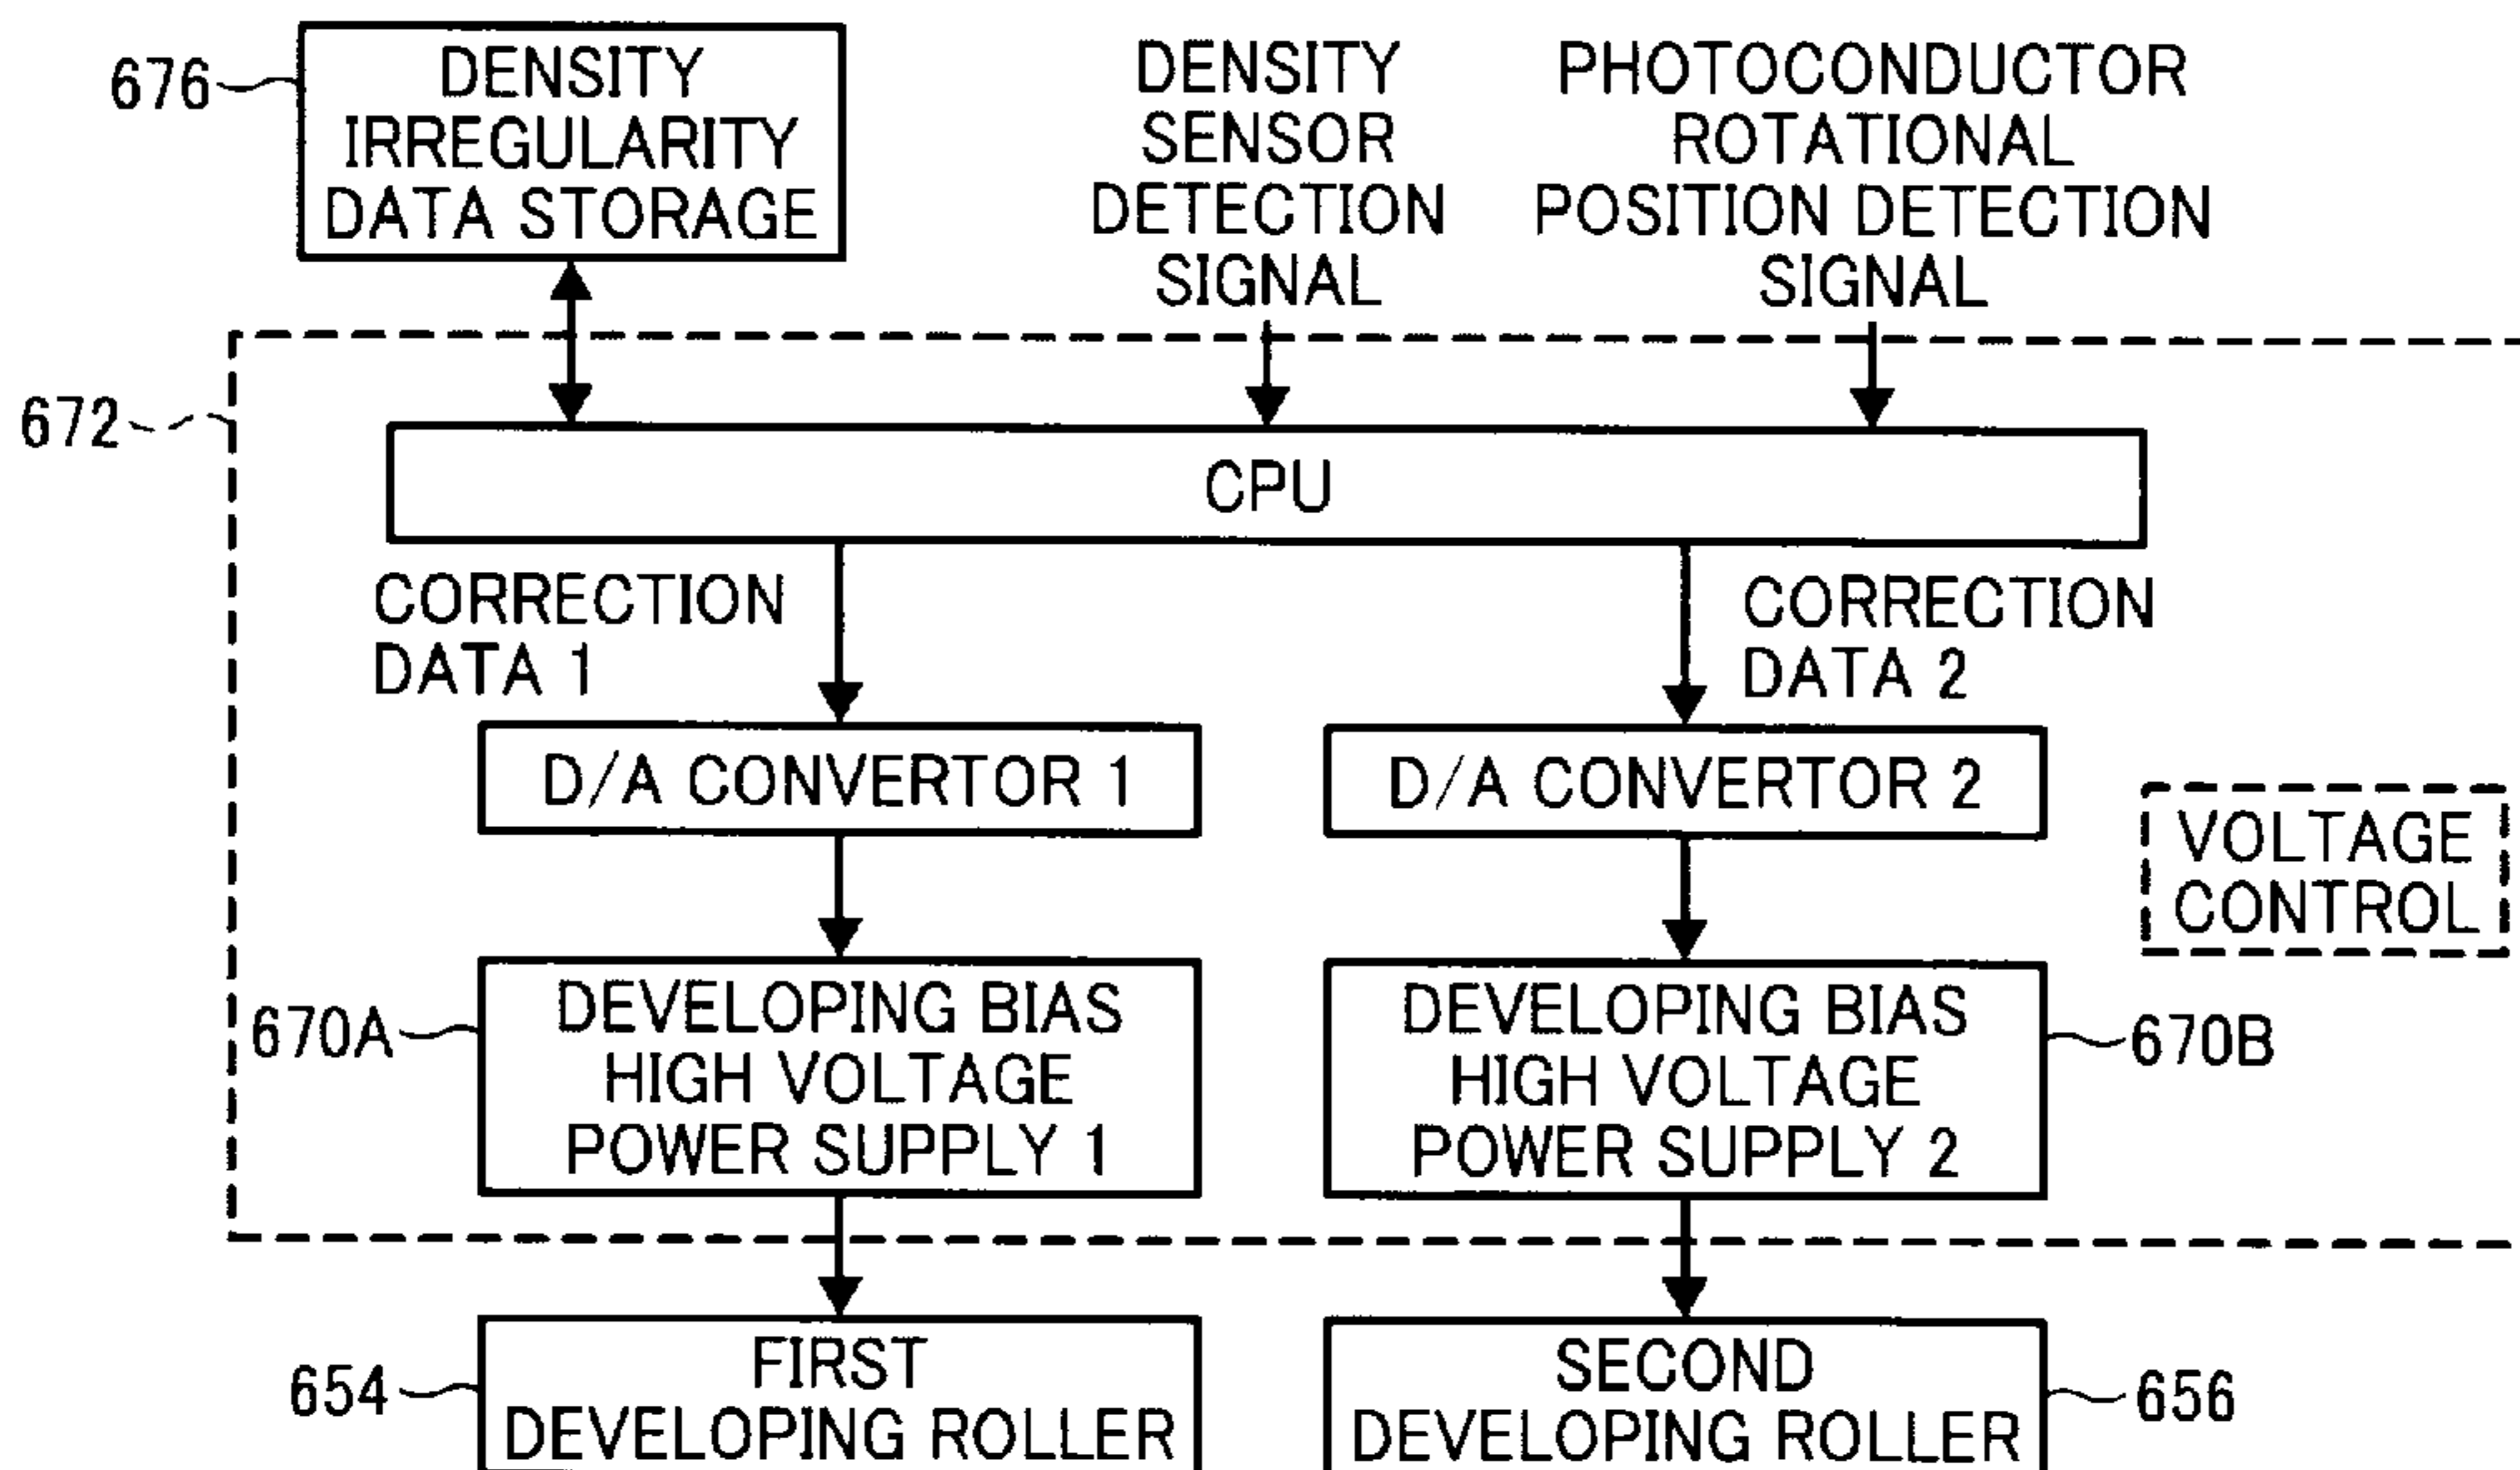 676
DENSITY
IRREGULARITY
DATA STORAGE
DENSITY
SENSOR
DETECTION
SIGNAL
PHOTOCONDUCTOR
ROTATIONAL
POSITION DETECTION
SIGNAL
672
CPU
CORRECTION
DATA 1
CORRECTION
DATA 2
D/A CONVERTOR 1
D/A CONVERTOR 2
VOLTAGE
CONTROL
670A
DEVELOPING BIAS
HIGH VOLTAGE
POWER SUPPLY 1
DEVELOPING BIAS
HIGH VOLTAGE
POWER SUPPLY 2
670B
654
FIRST
DEVELOPING ROLLER
SECOND
DEVELOPING ROLLER
656